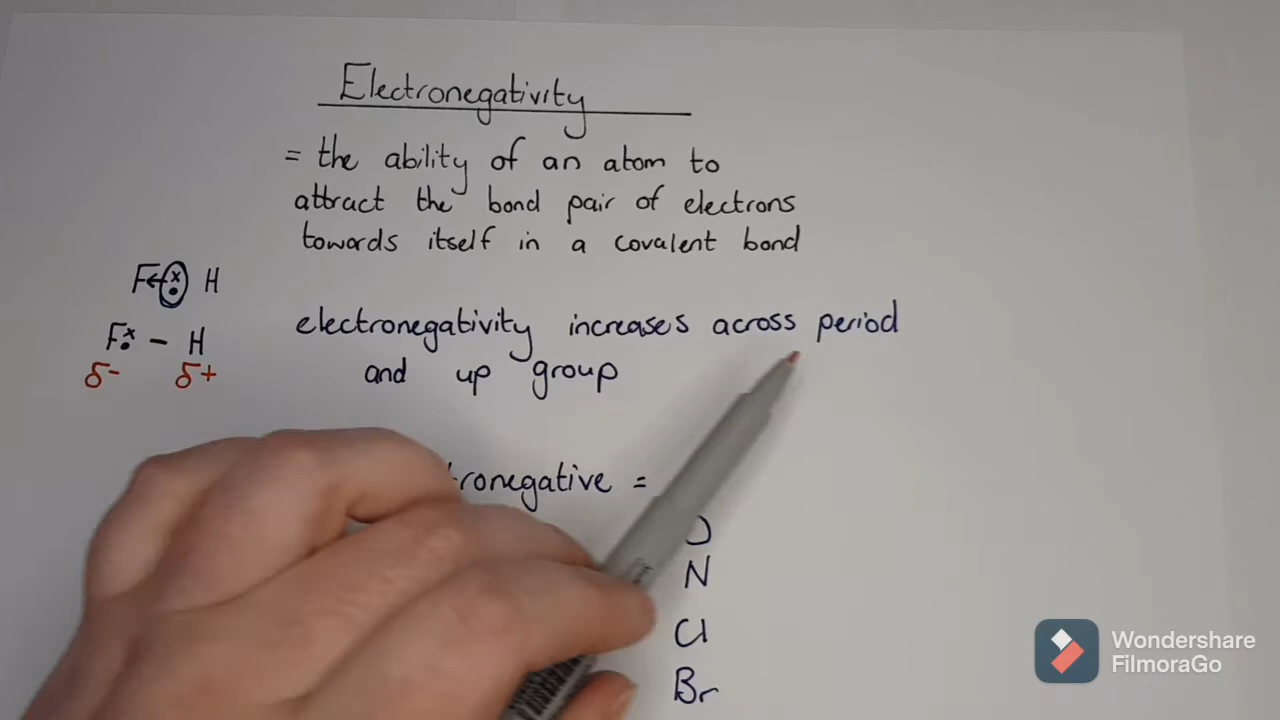 Electronegativity
= the ability of an atom to
attract the bond pair of electrons
towards itself in a covalent bond
F H
F - H
δ- δ+
electronegativity increases across period
and up group
=
N
Cl
Br
Wondershare
FilmoraGo